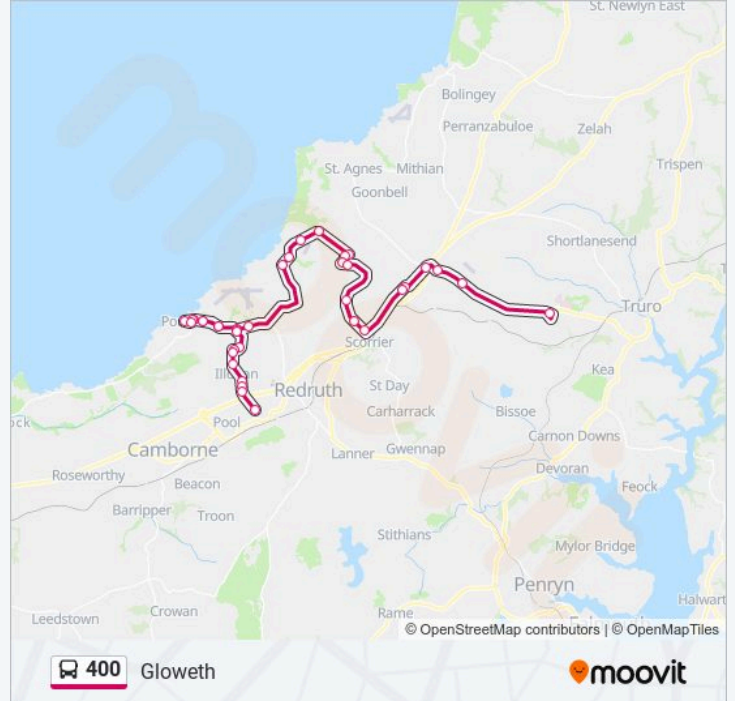 St. Newlyn East
Bolingey
Perranzabuloe
Zelah
Trispen
St. Agnes
Mithian
Goonbell
Shortlanesend
Truro
Scorrier
Kea
Redruth
St Day
Carharrack
Bissoe
Pool
Camborne
Lanner
Gwennap
Carnon Downs
Devoran
Roseworthy
Beacon
Feock
Barripper
Troon
Stithians
Mylor Bridge
Penryn
Leedstown
Crowan
Rame
© OpenStreetMap contributors | © OpenMapTiles
400 Gloweth
moovit